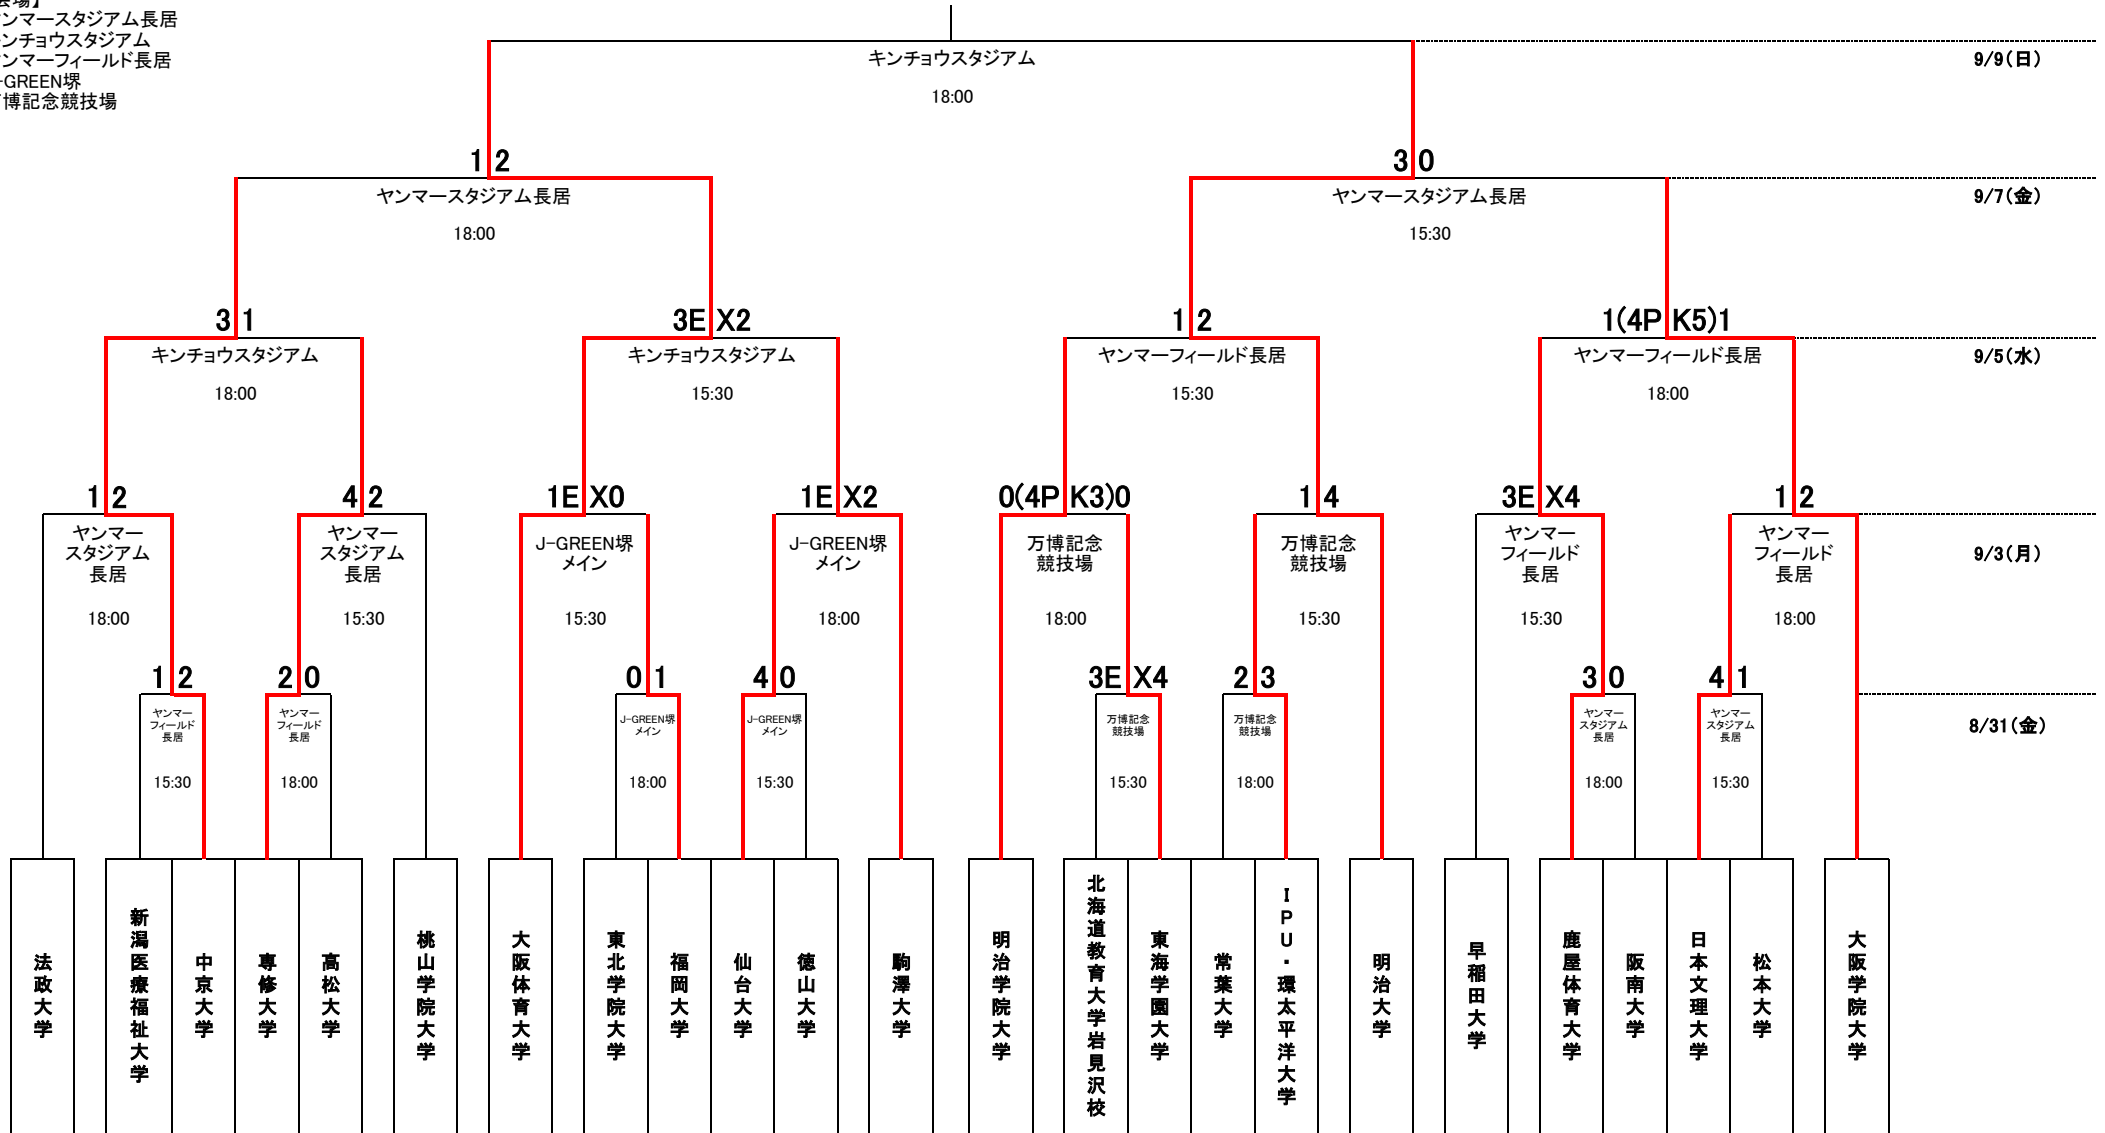 ンマースタジアム長居
ンチョウスタジアム
ンマーフィールド長居
-GREEN堺
博記念競技場
キンチョウスタジアム
9/9(日)
18:00
1 2
3 0
ヤンマースタジアム長居
ヤンマースタジアム長居
9/7(金)
18:00
15:30
3 1
3E X2
1 2
1(4P K5)1
キンチョウスタジアム
キンチョウスタジアム
ヤンマーフィールド長居
ヤンマーフィールド長居
9/5(水)
18:00
15:30
15:30
18:00
1 2
4 2
1E X0
1E X2
0(4P K3)0
1 4
3E X4
1 2
ヤンマー
スタジアム
長居
ヤンマー
スタジアム
長居
J-GREEN堺
メイン
J-GREEN堺
メイン
万博記念
競技場
万博記念
競技場
ヤンマー
フィールド
長居
ヤンマー
フィールド
長居
9/3(月)
18:00
15:30
15:30
18:00
18:00
15:30
15:30
18:00
1 2
2 0
0 1
4 0
3E X4
2 3
3 0
4 1
ヤンマー
フィールド
長居
ヤンマー
フィールド
長居
J-GREEN堺
メイン
J-GREEN堺
メイン
万博記念
競技場
万博記念
競技場
ヤンマー
スタジアム
長居
ヤンマー
スタジアム
長居
8/31(金)
15:30
18:00
18:00
15:30
15:30
18:00
18:00
15:30
法政大学
新潟医療福祉大学
中京大学
専修大学
高松大学
桃山学院大学
大阪体育大学
東北学院大学
福岡大学
仙台大学
徳山大学
駒澤大学
明治学院大学
北海道教育大学岩見沢校
東海学園大学
常葉大学
IPU・環太平洋大学
明治大学
早稲田大学
鹿屋体育大学
阪南大学
日本文理大学
松本大学
大阪学院大学